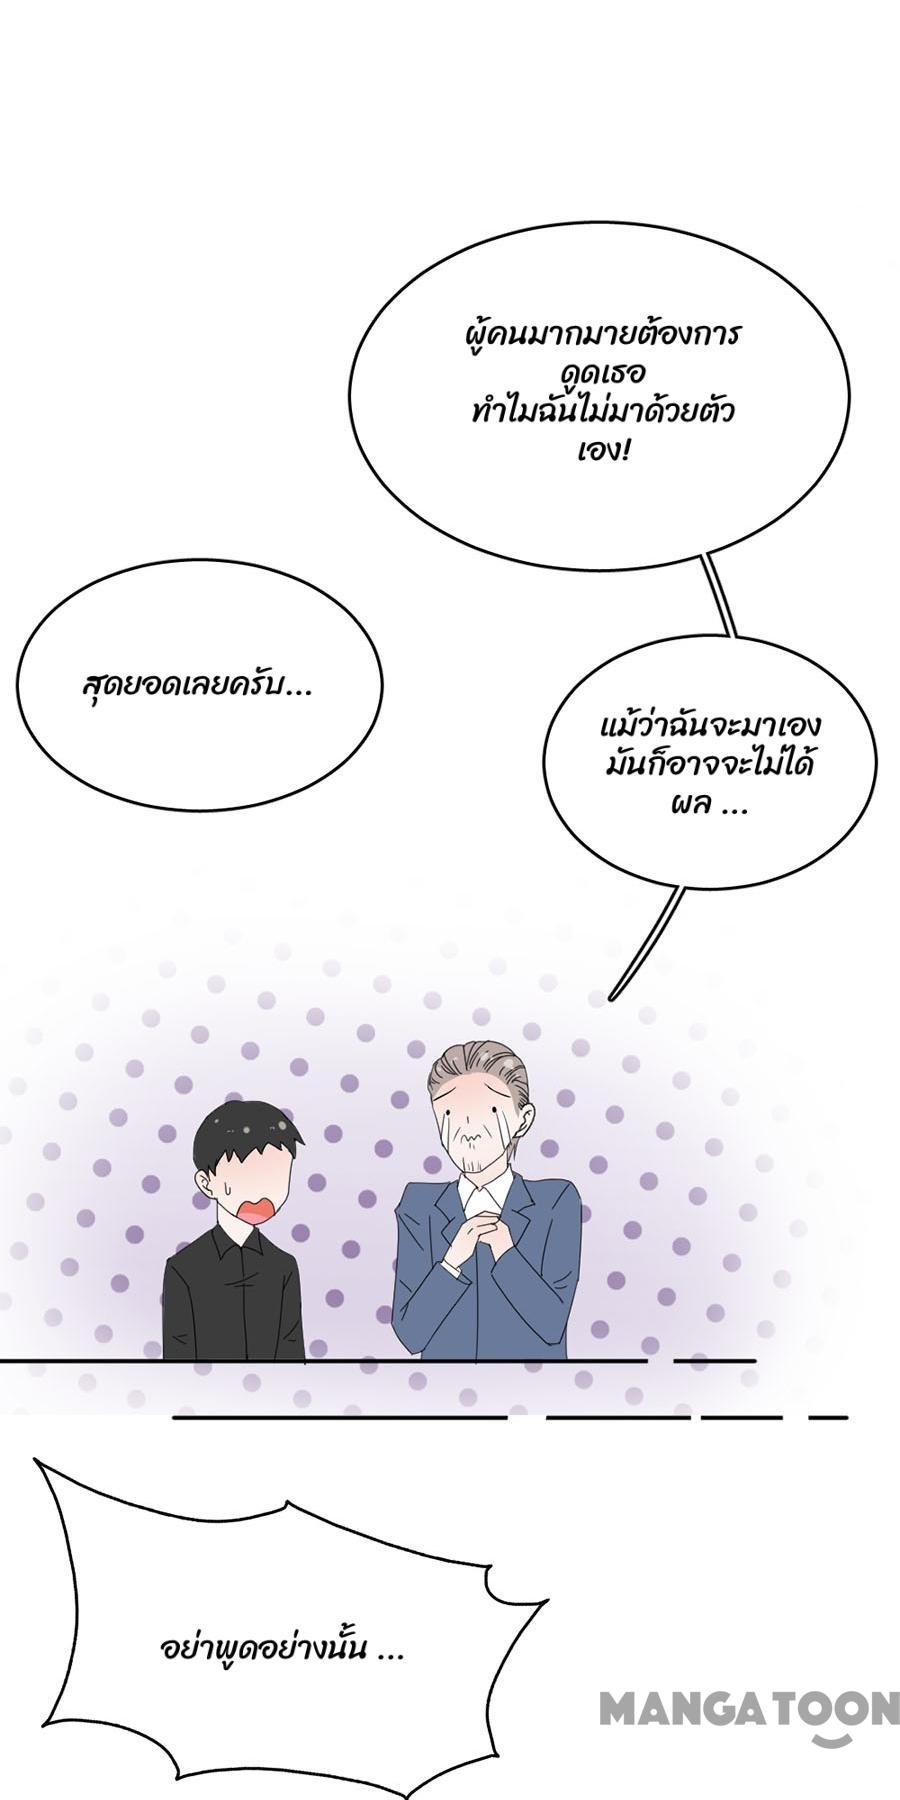 ผู้คนมากมายต้องการ
ดูดเธอ
ทำไมฉันไม่มาด้วยตัว
เอง!
สุดยอดเลยครับ...
แม้ว่าฉันจะมาเอง
มันก็อาจจะไม่ได้
ผล ...
อย่าพูดอย่างนั้น ...
MANGATOON